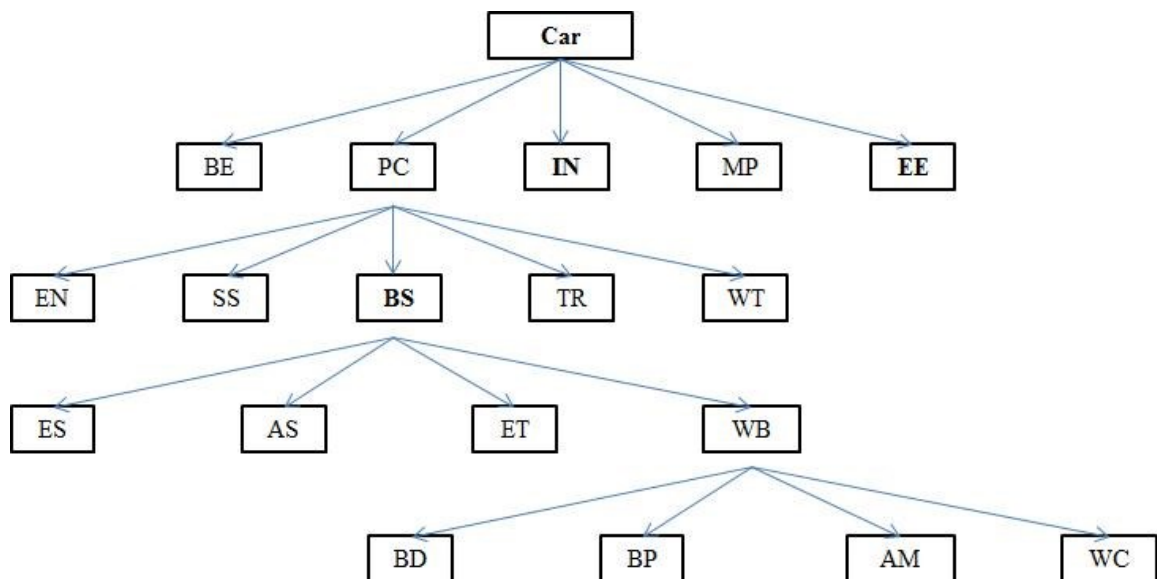 Car
BE PC IN MP EE
EN SS BS TR WT
ES AS ET WB
BD BP AM WC